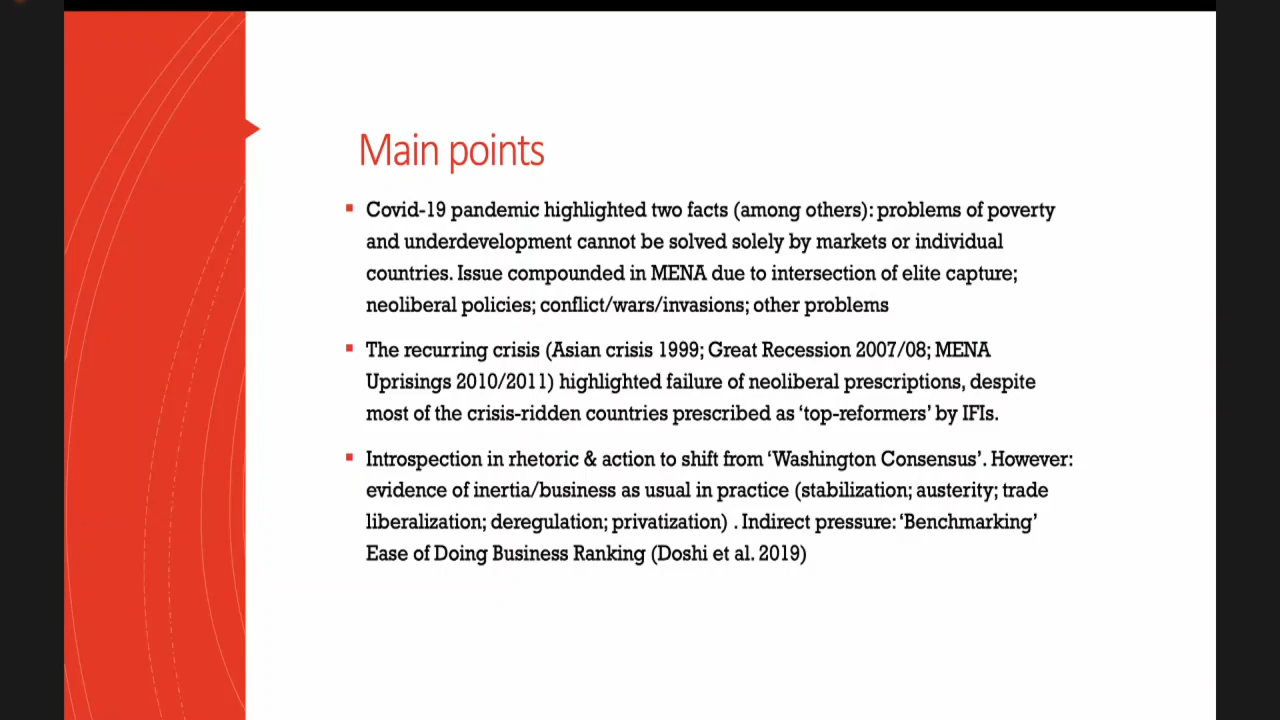 Main points
▪ Covid-19 pandemic highlighted two facts (among others): problems of poverty
and underdevelopment cannot be solved solely by markets or individual
countries. Issue compounded in MENA due to intersection of elite capture;
neoliberal policies; conflict/wars/invasions; other problems
▪ The recurring crisis (Asian crisis 1999; Great Recession 2007/08; MENA
Uprisings 2010/2011) highlighted failure of neoliberal prescriptions, despite
most of the crisis-ridden countries prescribed as ‘top-reformers’ by IFIs.
▪ Introspection in rhetoric & action to shift from ‘Washington Consensus’. However:
evidence of inertia/business as usual in practice (stabilization; austerity; trade
liberalization; deregulation; privatization) . Indirect pressure: ‘Benchmarking’
Ease of Doing Business Ranking (Doshi et al. 2019)